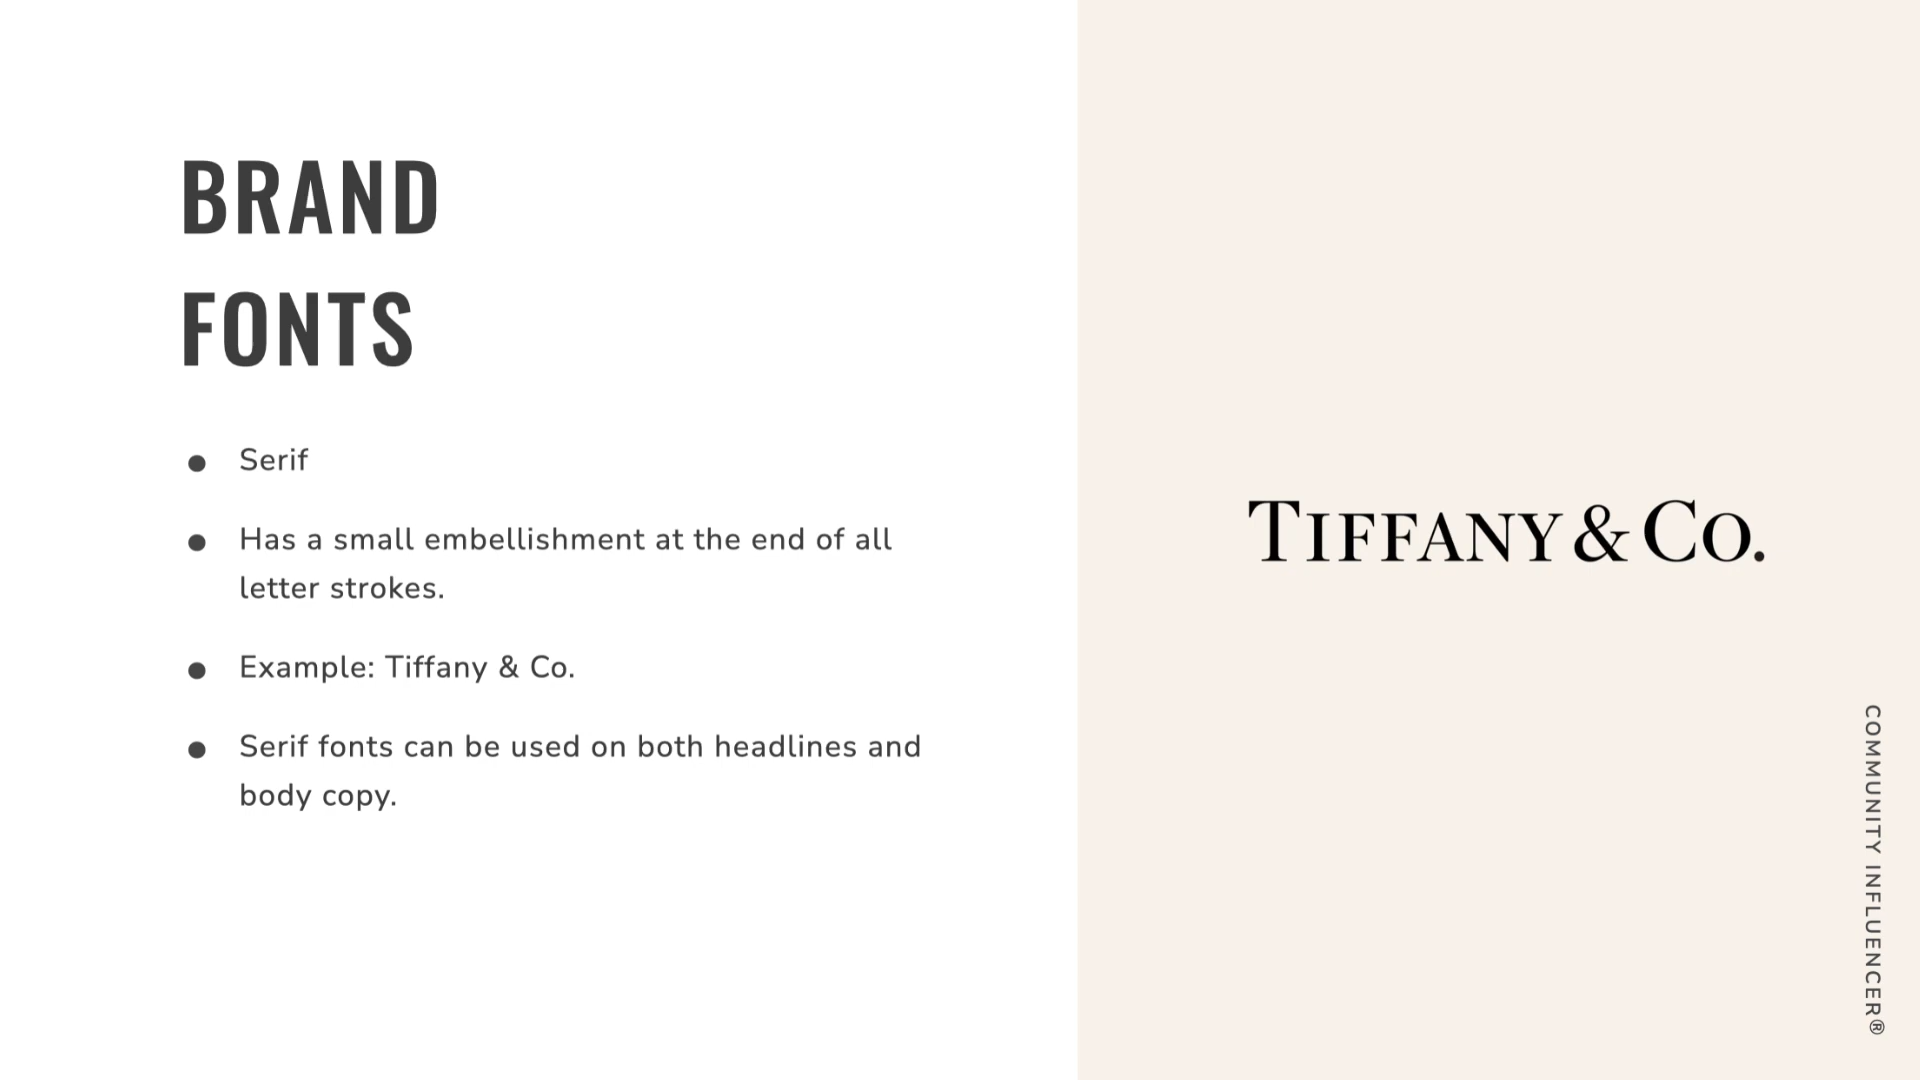 BRAND
FONTS
● Serif
● Has a small embellishment at the end of all
letter strokes.
● Example: Tiffany & Co.
● Serif fonts can be used on both headlines and
body copy.
TIFFANY & CO.
COMMUNITY INFLUENCER®